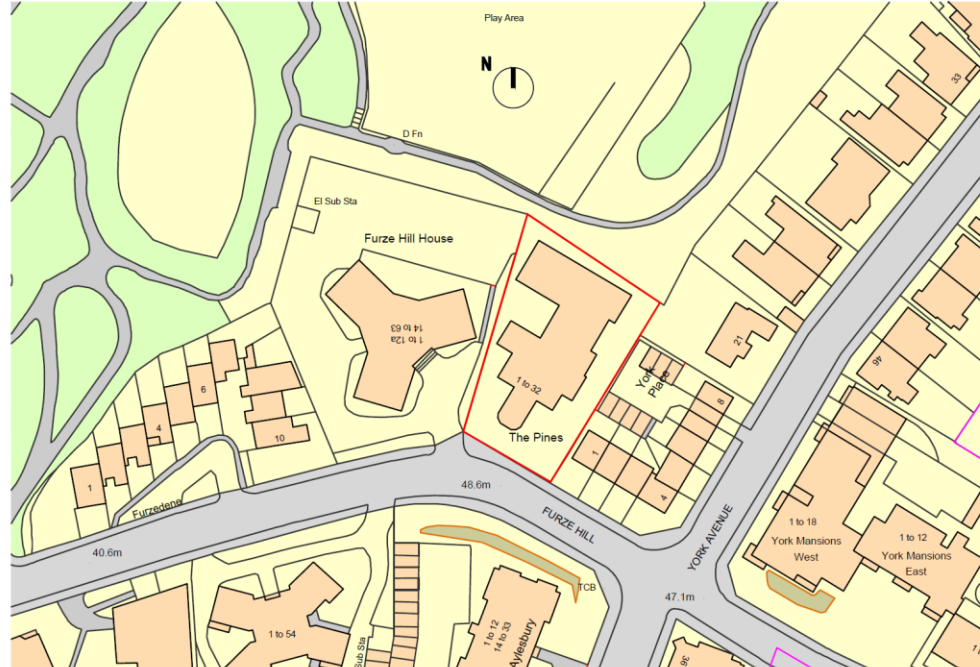 Play Area
33
N
D Fn
El Sub Sta
Furze Hill House
1 to 12a
14 to 63
21
46
6
York
Place
1 to 32
8
4
10
The Pines
1
4
1
48.6m
Furzedene
FURZE HILL
YORK AVENUE
1 to 18
York Mansions
West
1 to 12
York Mansions
East
40.6m
TCB
47.1m
1 to 54
Sub Sta
1 to 12
14 to 33
Aylesbury
36